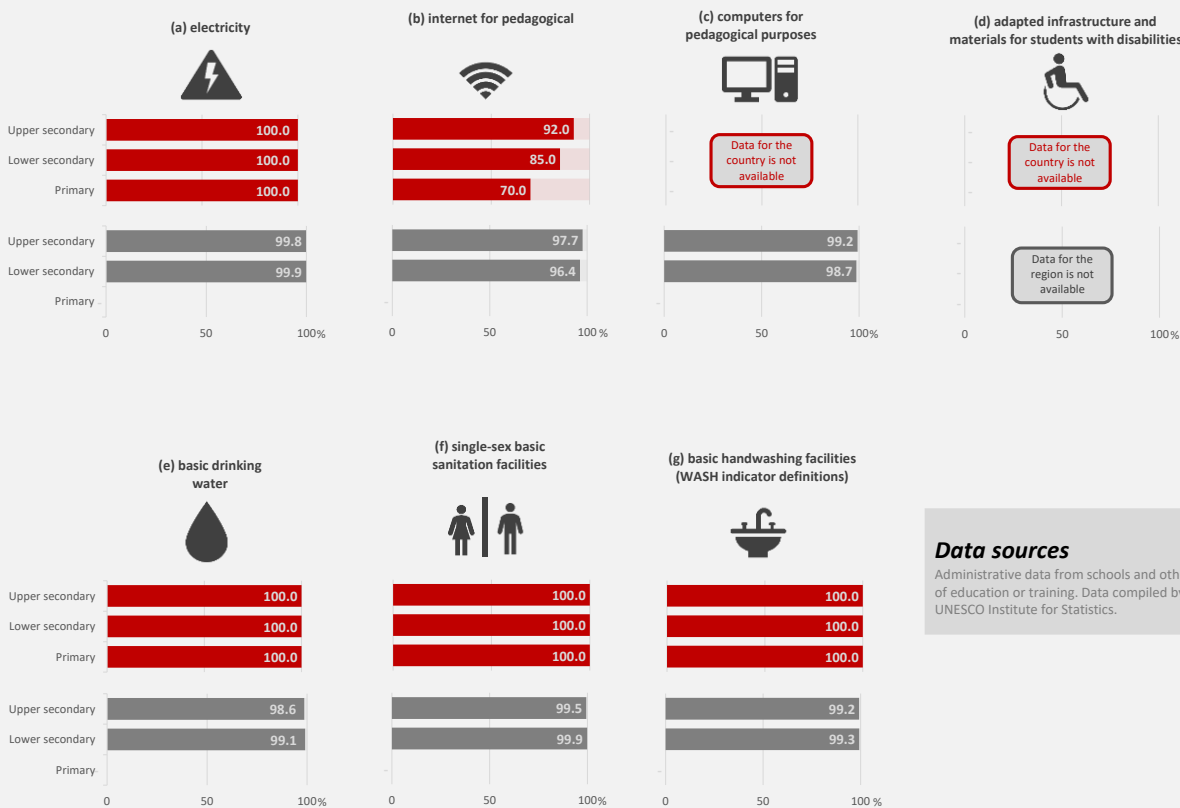 (a) electricity
(b) internet for pedagogical
(c) computers for
pedagogical purposes
(d) adapted infrastructure and
materials for students with disabilities
Upper secondary
100.0
92.0
Lower secondary
100.0
85.0
Primary
100.0
70.0
Data for the
country is not
available
Data for the
country is not
available
Upper secondary
99.8
97.7
99.2
Lower secondary
99.9
96.4
98.7
Primary
Data for the
region is not
available
0 50 100%
0 50 100%
0 50 100%
0 50 100%
(e) basic drinking
water
(f) single-sex basic
sanitation facilities
(g) basic handwashing facilities
(WASH indicator definitions)
Upper secondary
100.0
100.0
100.0
Lower secondary
100.0
100.0
100.0
Primary
100.0
100.0
100.0
Upper secondary
98.6
99.5
99.2
Lower secondary
99.1
99.9
99.3
Primary
0 50 100%
0 50 100%
0 50 100%
Data sources
Administrative data from schools and oth
of education or training. Data compiled by
UNESCO Institute for Statistics.